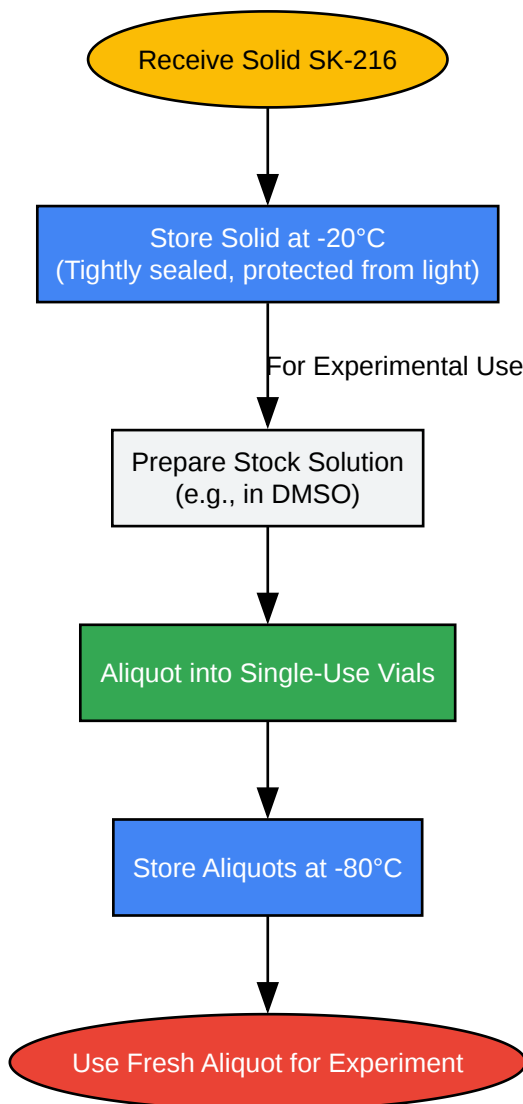 Receive Solid SK-216
Store Solid at -20°C
(Tightly sealed, protected from light)
For Experimental Use
Prepare Stock Solution
(e.g., in DMSO)
Aliquot into Single-Use Vials
Store Aliquots at -80°C
Use Fresh Aliquot for Experiment